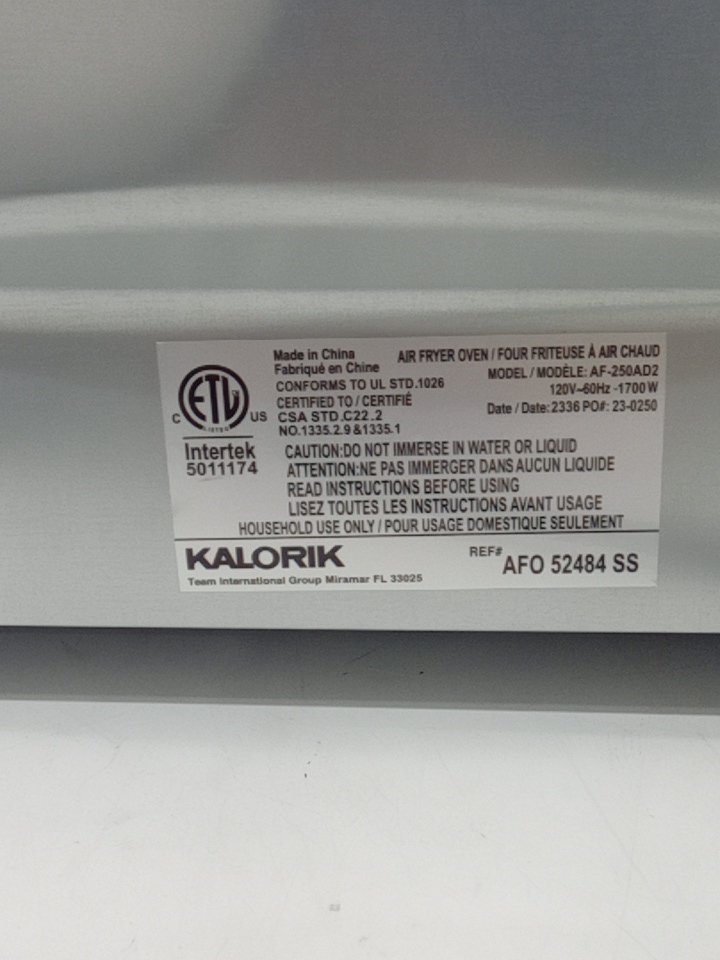 Made in China
Fabriqué en Chine
CONFORMS TO UL STD.1026
CERTIFIED TO / CERTIFIÉ
CSA STD.C22.2
NO.1335.2.9 &1335.1
AIR FRYER OVEN / FOUR FRITEUSE À AIR CHAUD
MODEL / MODÈLE: AF-250AD2
120V~60Hz -1700 W
Date / Date: 2336 PO#: 23-0250
C ETL US
LISTED
Intertek
5011174
CAUTION:DO NOT IMMERSE IN WATER OR LIQUID
ATTENTION:NE PAS IMMERGER DANS AUCUN LIQUIDE
READ INSTRUCTIONS BEFORE USING
LISEZ TOUTES LES INSTRUCTIONS AVANT USAGE
HOUSEHOLD USE ONLY / POUR USAGE DOMESTIQUE SEULEMENT
KALORIK
Team International Group Miramar FL 33025
REF# AFO 52484 SS